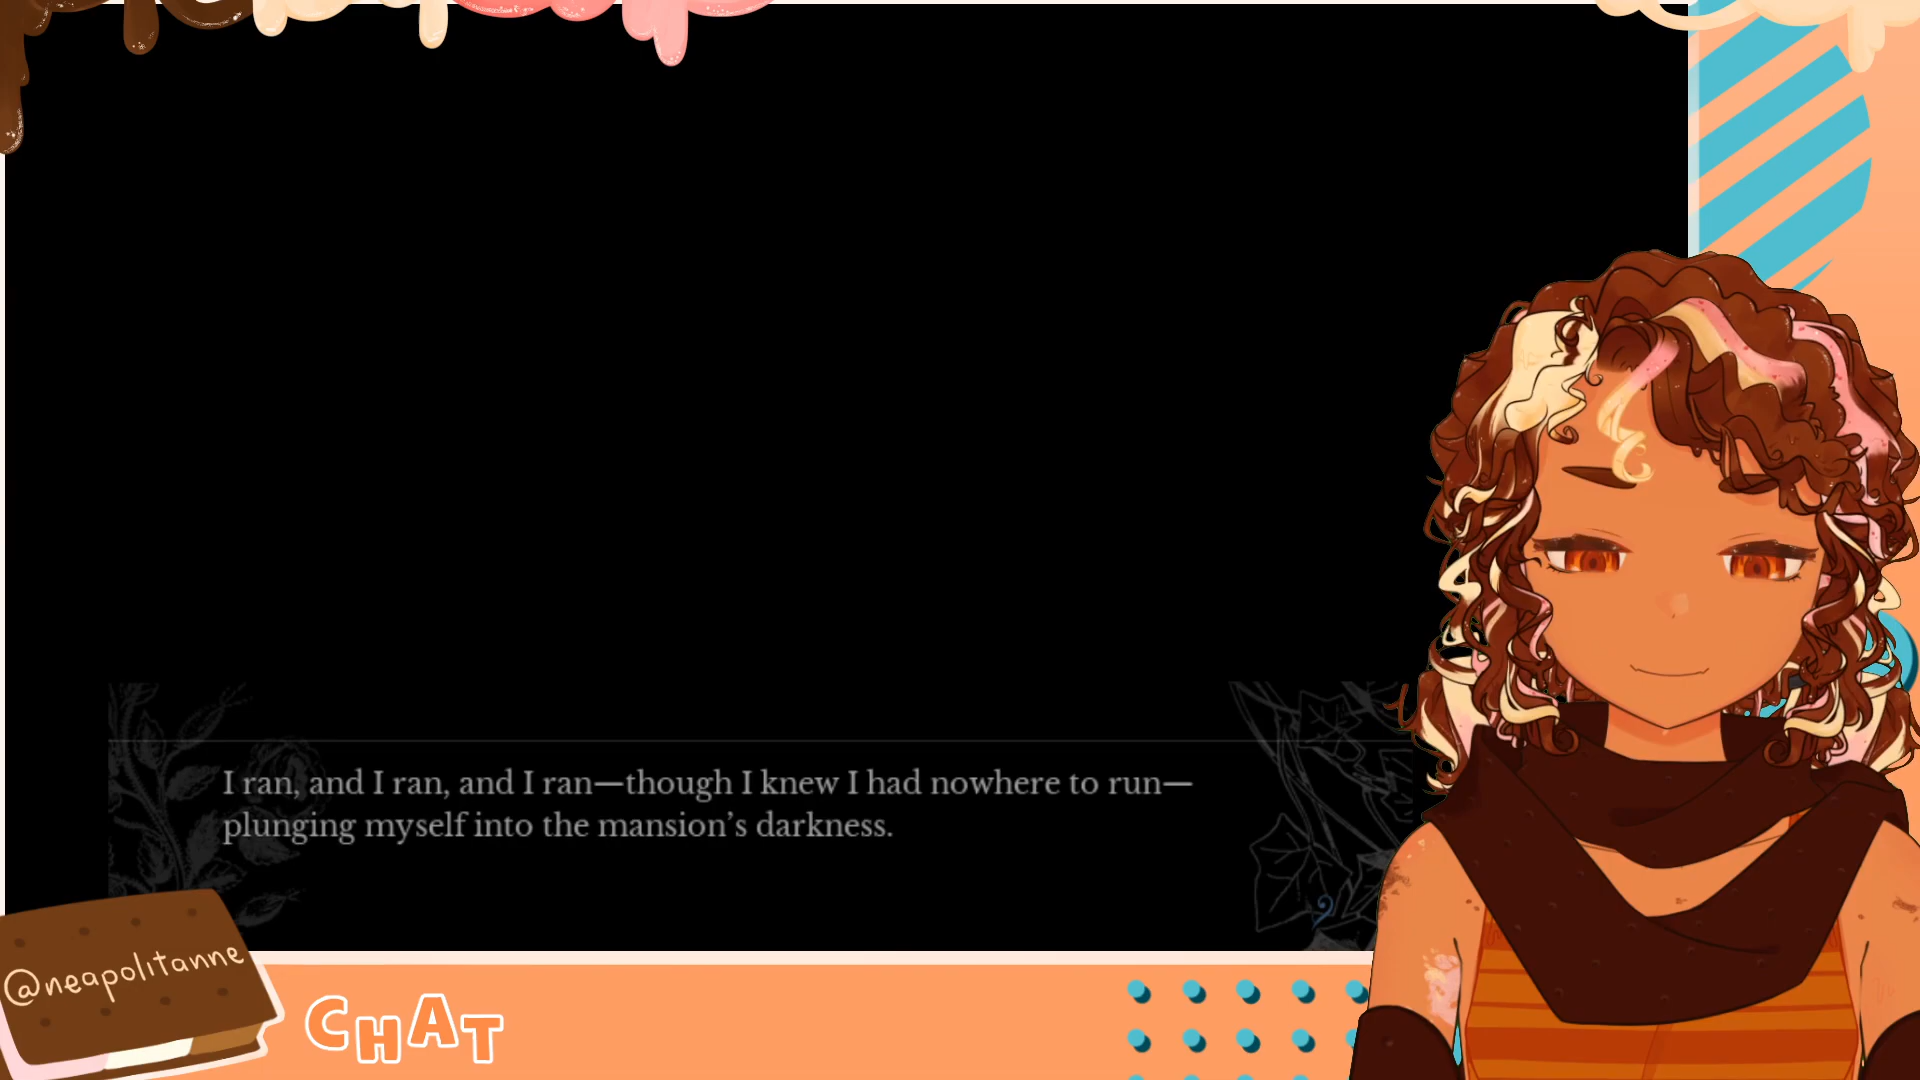 I ran, and I ran, and I ran—though I knew I had nowhere to run—
plunging myself into the mansion’s darkness.
@neapolitanne
CHAT